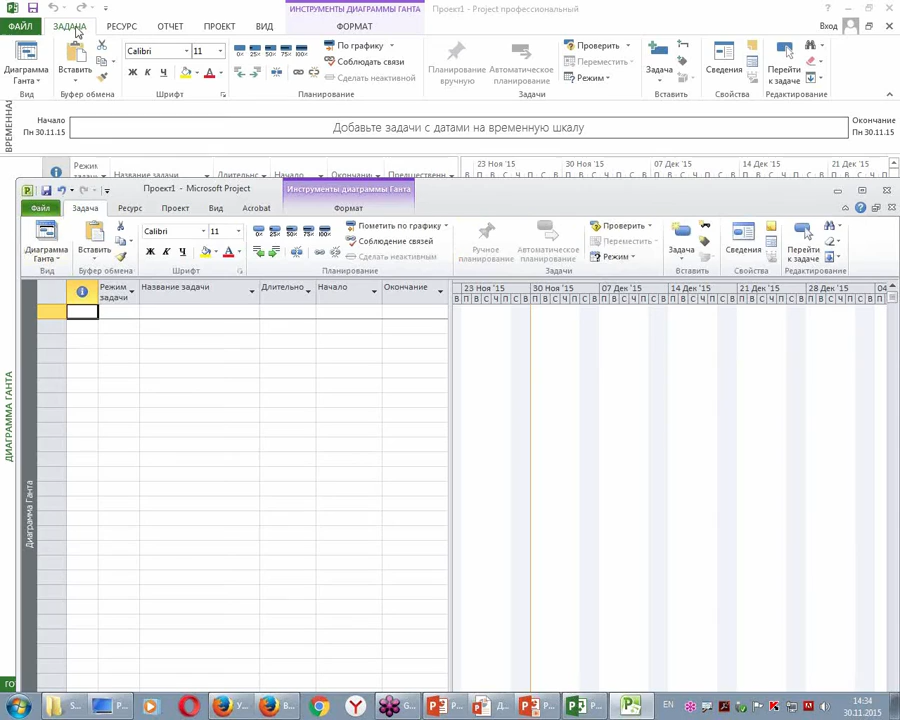 ИНСТРУМЕНТЫ ДИАГРАММЫ ГАНТА
Проект1 - Project профессиональный
ФАЙЛ ЗАДАЧА РЕСУРС ОТЧЕТ ПРОЕКТ ВИД ФОРМАТ Вход
Calibri 11
По графику
Соблюдать связи
Сделать неактивной
Проверить
Переместить
Режим
Диаграмма Ганта
Вставить
Планирование вручную
Автоматическое планирование
Задача
Сведения
Перейти к задаче
Ж К Ч
Вид Буфер обмена Шрифт Планирование Задачи Вставить Свойства Редактирование
ВРЕМЕННАЯ
Начало
Пн 30.11.15
Добавьте задачи с датами на временную шкалу
Окончание
Пн 30.11.15
Режим Название задачи Начало
23 Ноя '15 30 Ноя '15 07 Дек '15 14 Дек '15 21 Дек '15
Проект1 - Microsoft Project
Инструменты диаграммы Ганта
Файл Задача Ресурс Проект Вид Acrobat Формат
Calibri 11
Пометить по графику
Соблюдение связей
Сделать неактивной
Проверить
Переместить
Режим
Диаграмма Ганта
Вставить
Ручное планирование
Автоматическое планирование
Задача
Сведения
Перейти к задаче
Ж К Ч
Вид Буфер обмена Шрифт Планирование Задачи Вставить Свойства Редактирование
Режим задачи
Название задачи
Длительно
Начало
Окончание
23 Ноя '15 30 Ноя '15 07 Дек '15 14 Дек '15 21 Дек '15 28 Дек '15 04
В П В С Ч П С В П В С Ч П С В П В С Ч П С В П В С Ч П С В П В С Ч П С В П В С Ч П С В П
ДИАГРАММА ГАНТА
Диаграмма Ганта
ГО
S... P... У... В... G... P... Д... P... P... P...
EN
14:34
30.11.2015